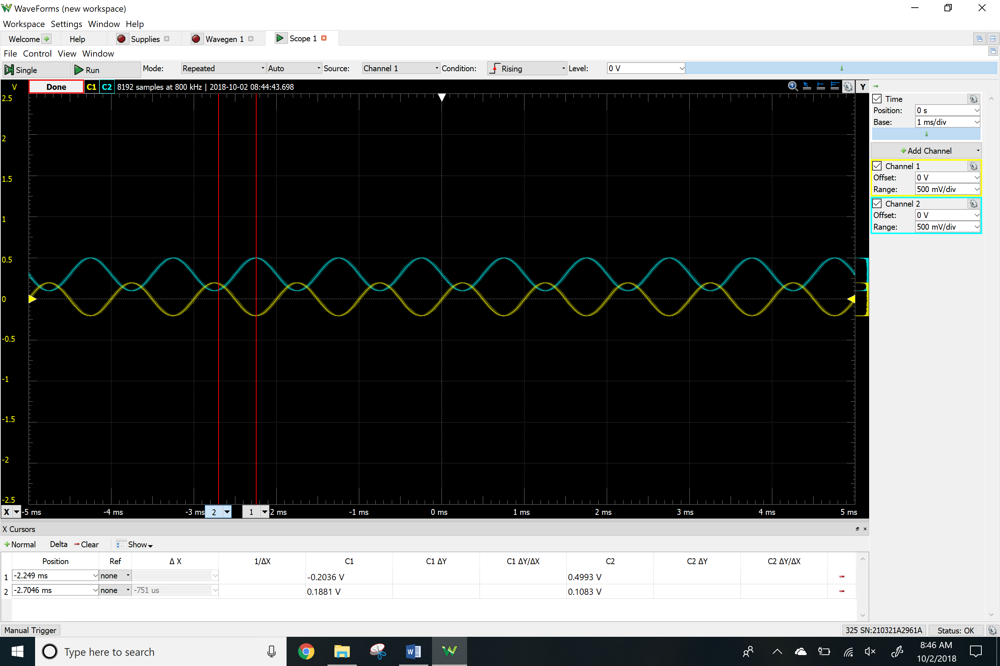 WaveForms (new workspace)
Workspace Settings Window Help
Welcome Help Supplies Wavegen 1 Scope 1
File Control View Window
Single Run Mode: Repeated Auto Source: Channel 1 Condition: Rising Level: 0 V
V Done C1 C2 8192 samples at 800 kHz | 2018-10-02 08:44:43.698 Y
2.5
2
1.5
1
0.5
0
-0.5
-1
-1.5
-2
-2.5
Time
Position: 0 s
Base: 1 ms/div
Add Channel
Channel 1
Offset: 0 V
Range: 500 mV/div
Channel 2
Offset: 0 V
Range: 500 mV/div
X -5 ms -4 ms -3 ms 2 1 2 ms -1 ms 0 ms 1 ms 2 ms 3 ms 4 ms 5 ms
X Cursors
Normal Delta Clear Show
Position Ref Δ X 1/ΔX C1 C1 ΔY C1 ΔY/ΔX C2 C2 ΔY C2 ΔY/ΔX
1 -2.249 ms none -0.2036 V 0.4993 V
2 -2.7046 ms none -751 us 0.1881 V 0.1083 V
Manual Trigger 325 SN:210321A2961A Status: OK
Type here to search
8:46 AM
10/2/2018